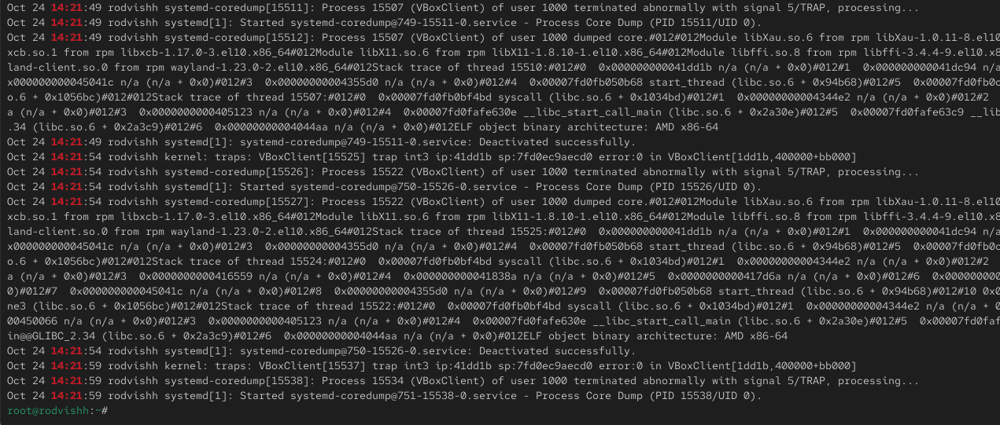 Oct 24 14:21:49 rodvishh systemd-coredump[15511]: Process 15507 (VBoxClient) of user 1000 terminated abnormally with signal 5/TRAP, processing...
Oct 24 14:21:49 rodvishh systemd[1]: Started systemd-coredump@749-15511-0.service - Process Core Dump (PID 15511/UID 0).
Oct 24 14:21:49 rodvishh systemd-coredump[15512]: Process 15507 (VBoxClient) of user 1000 dumped core.#012#012Module libXau.so.6 from rpm libXau-1.0.11-8.el10
xcb.so.1 from rpm libxcb-1.17.0-3.el10.x86_64#012Module libX11.so.6 from rpm libX11-1.8.10-1.el10.x86_64#012Module libffi.so.8 from rpm libffi-3.4.4-9.el10.x8
land-client.so.0 from rpm wayland-1.23.0-2.el10.x86_64#012Stack trace of thread 15510:#012#0  0x000000000041dd1b n/a (n/a + 0x0)#012#1  0x000000000041dc94 n/a
x000000000045041c n/a (n/a + 0x0)#012#3  0x00000000004355d0 n/a (n/a + 0x0)#012#4  0x00007fd0fb050b68 start_thread (libc.so.6 + 0x94b68)#012#5  0x00007fd0fb0c
o.6 + 0x1056bc)#012#012Stack trace of thread 15507:#012#0  0x00007fd0fb0bf4bd syscall (libc.so.6 + 0x1034bd)#012#1  0x00000000004344e2 n/a (n/a + 0x0)#012#2
a (n/a + 0x0)#012#3  0x0000000000405123 n/a (n/a + 0x0)#012#4  0x00007fd0fafe630e __libc_start_call_main (libc.so.6 + 0x2a30e)#012#5  0x00007fd0fafe63c9 __lib
.34 (libc.so.6 + 0x2a3c9)#012#6  0x00000000004044aa n/a (n/a + 0x0)#012ELF object binary architecture: AMD x86-64
Oct 24 14:21:49 rodvishh systemd[1]: systemd-coredump@749-15511-0.service: Deactivated successfully.
Oct 24 14:21:54 rodvishh kernel: traps: VBoxClient[15525] trap int3 ip:41dd1b sp:7fd0ec9aecd0 error:0 in VBoxClient[1dd1b,400000+bb000]
Oct 24 14:21:54 rodvishh systemd-coredump[15526]: Process 15522 (VBoxClient) of user 1000 terminated abnormally with signal 5/TRAP, processing...
Oct 24 14:21:54 rodvishh systemd[1]: Started systemd-coredump@750-15526-0.service - Process Core Dump (PID 15526/UID 0).
Oct 24 14:21:54 rodvishh systemd-coredump[15527]: Process 15522 (VBoxClient) of user 1000 dumped core.#012#012Module libXau.so.6 from rpm libXau-1.0.11-8.el10
xcb.so.1 from rpm libxcb-1.17.0-3.el10.x86_64#012Module libX11.so.6 from rpm libX11-1.8.10-1.el10.x86_64#012Module libffi.so.8 from rpm libffi-3.4.4-9.el10.x8
land-client.so.0 from rpm wayland-1.23.0-2.el10.x86_64#012Stack trace of thread 15525:#012#0  0x000000000041dd1b n/a (n/a + 0x0)#012#1  0x000000000041dc94 n/a
x000000000045041c n/a (n/a + 0x0)#012#3  0x00000000004355d0 n/a (n/a + 0x0)#012#4  0x00007fd0fb050b68 start_thread (libc.so.6 + 0x94b68)#012#5  0x00007fd0fb0c
o.6 + 0x1056bc)#012#012Stack trace of thread 15524:#012#0  0x00007fd0fb0bf4bd syscall (libc.so.6 + 0x1034bd)#012#1  0x00000000004344e2 n/a (n/a + 0x0)#012#2
a (n/a + 0x0)#012#3  0x0000000000416559 n/a (n/a + 0x0)#012#4  0x000000000041838a n/a (n/a + 0x0)#012#5  0x0000000000417d6a n/a (n/a + 0x0)#012#6  0x000000000
0)#012#7  0x000000000045041c n/a (n/a + 0x0)#012#8  0x00000000004355d0 n/a (n/a + 0x0)#012#9  0x00007fd0fb050b68 start_thread (libc.so.6 + 0x94b68)#012#10 0x0
ne3 (libc.so.6 + 0x1056bc)#012#012Stack trace of thread 15522:#012#0  0x00007fd0fb0bf4bd syscall (libc.so.6 + 0x1034bd)#012#1  0x00000000004344e2 n/a (n/a + 0
00450066 n/a (n/a + 0x0)#012#3  0x0000000000405123 n/a (n/a + 0x0)#012#4  0x00007fd0fafe630e __libc_start_call_main (libc.so.6 + 0x2a30e)#012#5  0x00007fd0faf
in@@GLIBC_2.34 (libc.so.6 + 0x2a3c9)#012#6  0x00000000004044aa n/a (n/a + 0x0)#012ELF object binary architecture: AMD x86-64
Oct 24 14:21:54 rodvishh systemd[1]: systemd-coredump@750-15526-0.service: Deactivated successfully.
Oct 24 14:21:59 rodvishh kernel: traps: VBoxClient[15537] trap int3 ip:41dd1b sp:7fd0ec9aecd0 error:0 in VBoxClient[1dd1b,400000+bb000]
Oct 24 14:21:59 rodvishh systemd-coredump[15538]: Process 15534 (VBoxClient) of user 1000 terminated abnormally with signal 5/TRAP, processing...
Oct 24 14:21:59 rodvishh systemd[1]: Started systemd-coredump@751-15538-0.service - Process Core Dump (PID 15538/UID 0).
root@rodvishh:~#